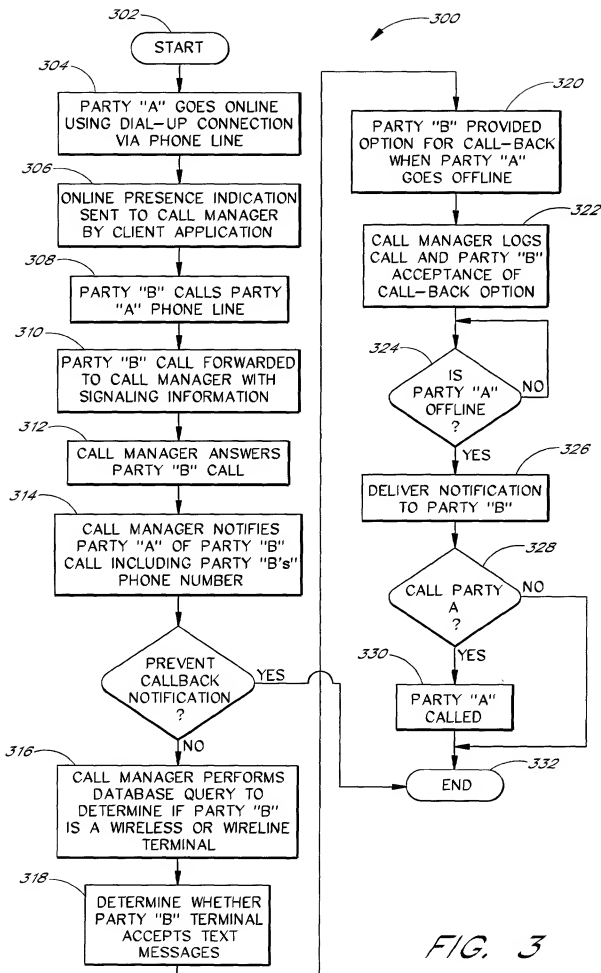 300
302
START
304
PARTY "A" GOES ONLINE
USING DIAL-UP CONNECTION
VIA PHONE LINE
306
ONLINE PRESENCE INDICATION
SENT TO CALL MANAGER
BY CLIENT APPLICATION
308
PARTY "B" CALLS PARTY
"A" PHONE LINE
310
PARTY "B" CALL FORWARDED
TO CALL MANAGER WITH
SIGNALING INFORMATION
312
CALL MANAGER ANSWERS
PARTY "B" CALL
314
CALL MANAGER NOTIFIES
PARTY "A" OF PARTY "B"
CALL INCLUDING PARTY "B's"
PHONE NUMBER
PREVENT
CALLBACK
NOTIFICATION
?
YES
NO
316
CALL MANAGER PERFORMS
DATABASE QUERY TO
DETERMINE IF PARTY "B"
IS A WIRELESS OR WIRELINE
TERMINAL
318
DETERMINE WHETHER
PARTY "B" TERMINAL
ACCEPTS TEXT
MESSAGES
320
PARTY "B" PROVIDED
OPTION FOR CALL-BACK
WHEN PARTY "A"
GOES OFFLINE
322
CALL MANAGER LOGS
CALL AND PARTY "B"
ACCEPTANCE OF
CALL-BACK OPTION
324
IS
PARTY "A"
OFFLINE
?
NO
YES
326
DELIVER NOTIFICATION
TO PARTY "B"
328
CALL PARTY
A
?
NO
YES
330
PARTY "A"
CALLED
END
332
FIG. 3